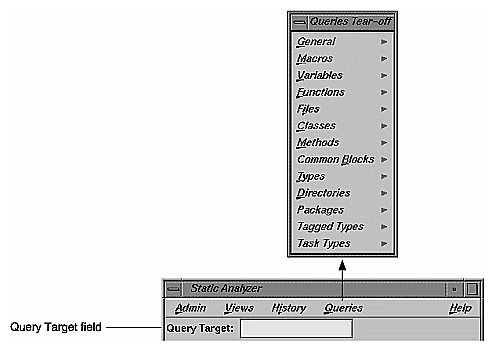 Queries Tear-off
General
Macros
Variables
Functions
Files
Classes
Methods
Common Blocks
Types
Directories
Packages
Tagged Types
Task Types
Static Analyzer
Admin Views History Queries Help
Query Target field Query Target: